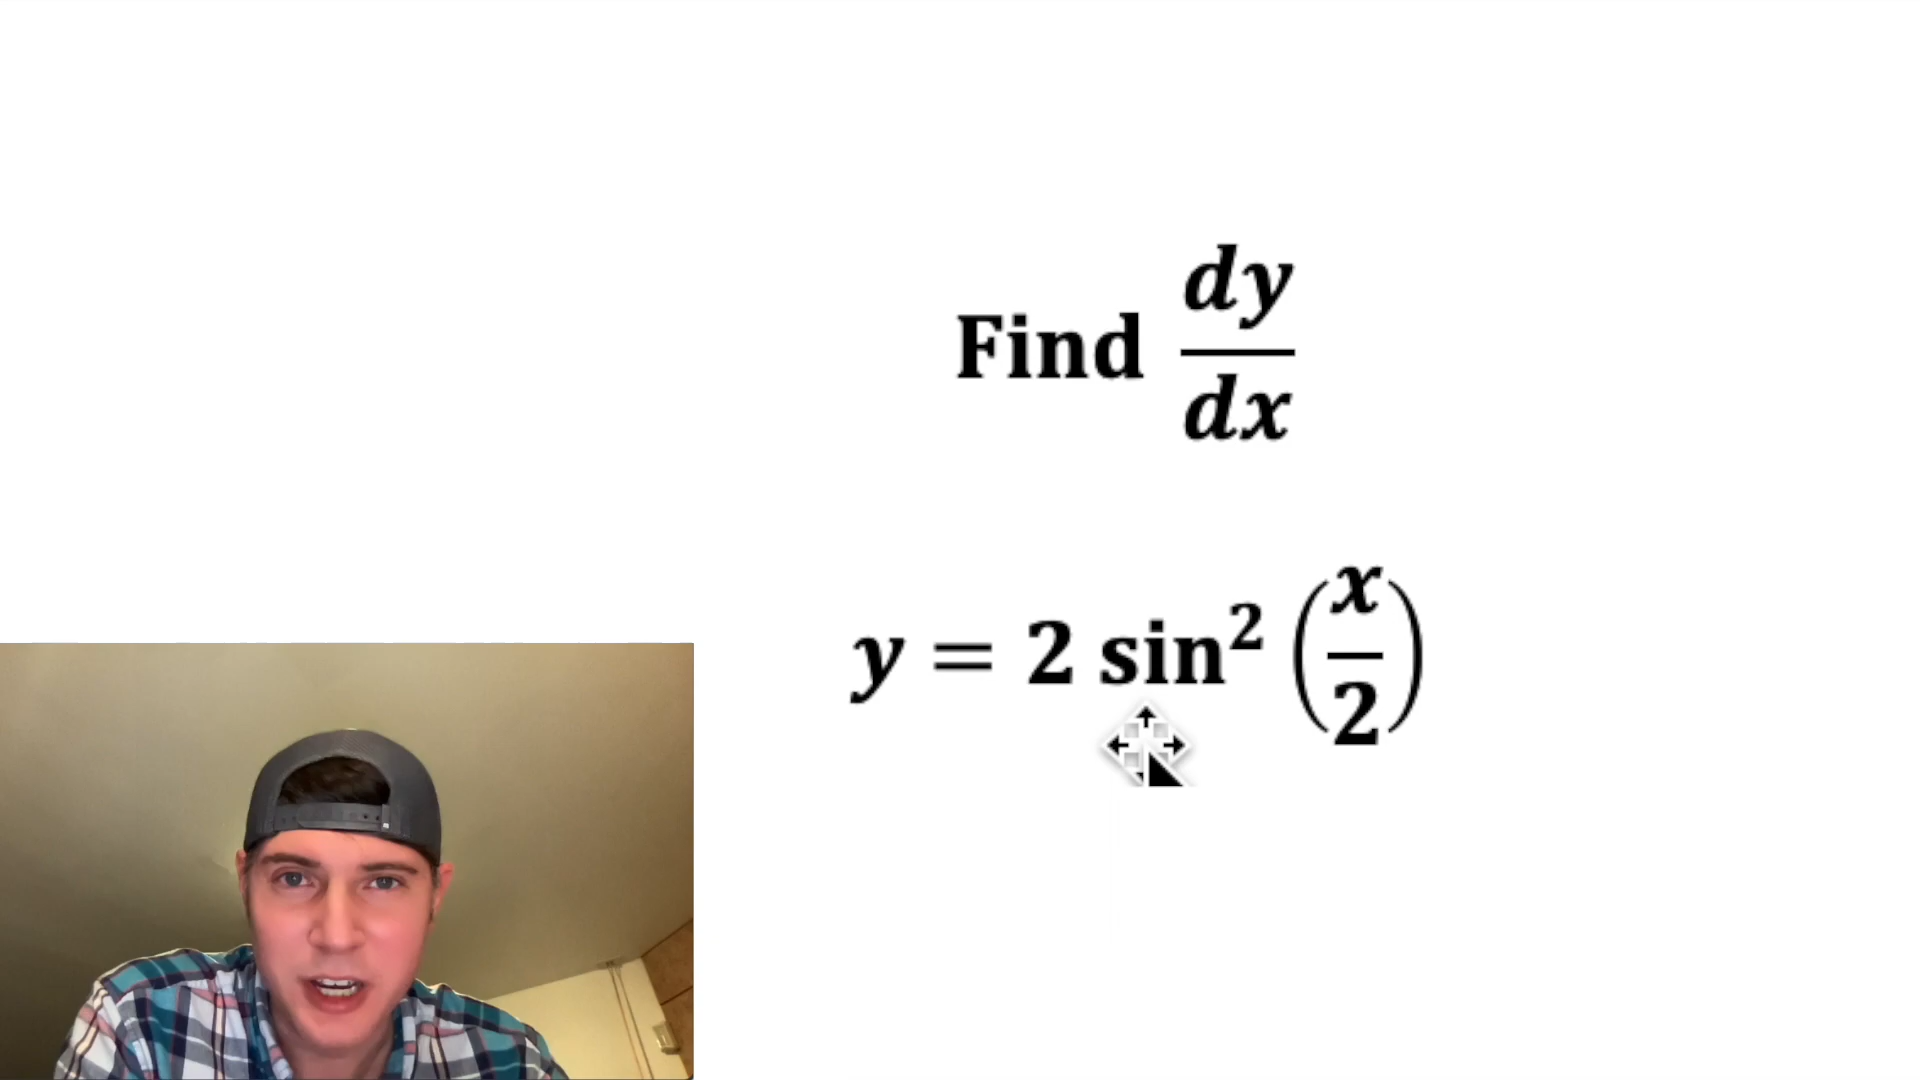 Find dy/dx
y = 2 sin² (x/2)